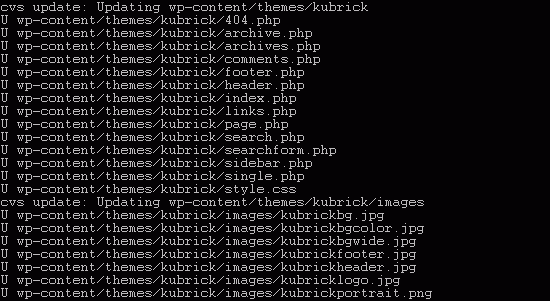 cvs update: Updating wp-content/themes/kubrick
U wp-content/themes/kubrick/404.php
U wp-content/themes/kubrick/archive.php
U wp-content/themes/kubrick/archives.php
U wp-content/themes/kubrick/comments.php
U wp-content/themes/kubrick/footer.php
U wp-content/themes/kubrick/header.php
U wp-content/themes/kubrick/index.php
U wp-content/themes/kubrick/links.php
U wp-content/themes/kubrick/page.php
U wp-content/themes/kubrick/search.php
U wp-content/themes/kubrick/searchform.php
U wp-content/themes/kubrick/sidebar.php
U wp-content/themes/kubrick/single.php
U wp-content/themes/kubrick/style.css
cvs update: Updating wp-content/themes/kubrick/images
U wp-content/themes/kubrick/images/kubrickbg.jpg
U wp-content/themes/kubrick/images/kubrickbgcolor.jpg
U wp-content/themes/kubrick/images/kubrickbgwide.jpg
U wp-content/themes/kubrick/images/kubrickfooter.jpg
U wp-content/themes/kubrick/images/kubrickheader.jpg
U wp-content/themes/kubrick/images/kubricklogo.jpg
U wp-content/themes/kubrick/images/kubrickportrait.png